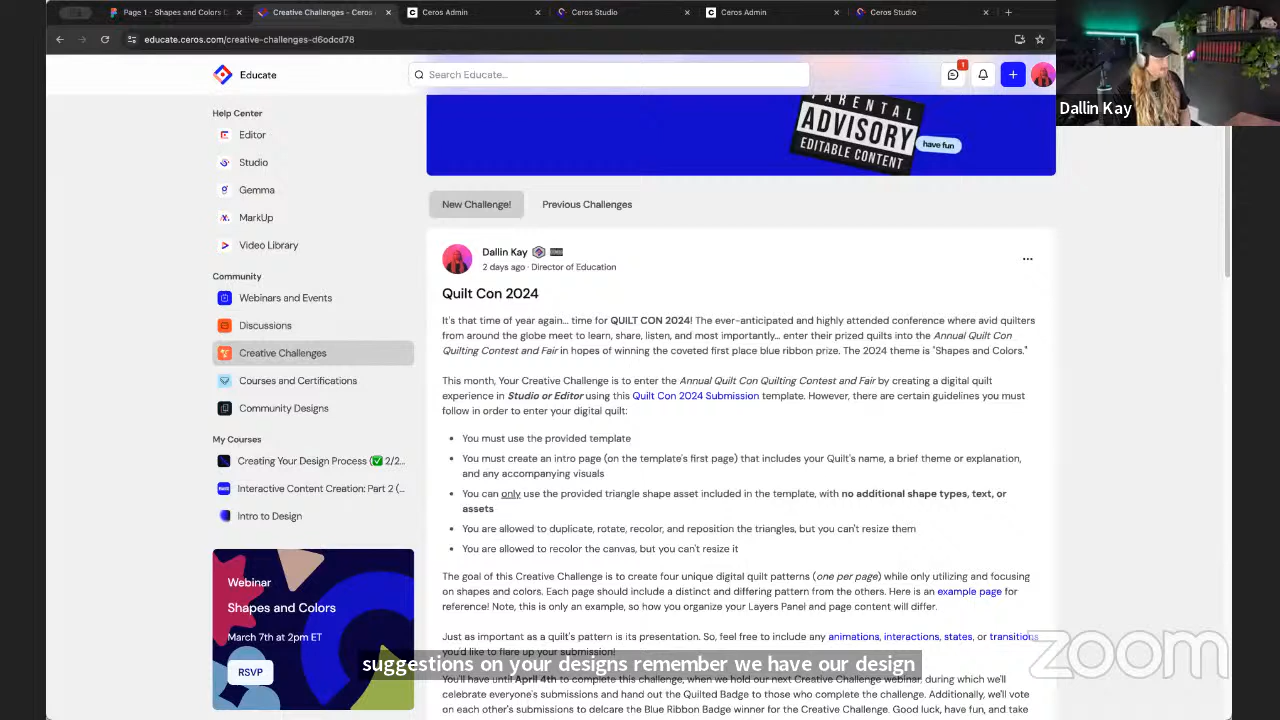 Page 1 - Shapes and Colors
Creative Challenges - Ceros
Ceros Admin
Ceros Studio
Ceros Admin
Ceros Studio
educate.ceros.com/creative-challenges-d6dcd78
Dallin Kay
Educate
Search Educate...
1
Help Center
Editor
Studio
Gemma
MarkUp
Video Library
Community
Webinars and Events
Discussions
Creative Challenges
Courses and Certifications
Community Designs
My Courses
Creating Your Design Process (✅ 2/2...
Interactive Content Creation: Part 2 (...
Intro to Design
Webinar
Shapes and Colors
March 7th at 2pm ET
RSVP
PARENTAL
ADVISORY
EDITABLE CONTENT
have fun
New Challenge!
Previous Challenges
Dallin Kay
2 days ago · Director of Education
Quilt Con 2024
It's that time of year again... time for QUILT CON 2024! The ever-anticipated and highly attended conference where avid quilters
from around the globe meet to learn, share, listen, and most importantly... enter their prized quilts into the Annual Quilt Con
Quilting Contest and Fair in hopes of winning the coveted first place blue ribbon prize. The 2024 theme is "Shapes and Colors."
This month, Your Creative Challenge is to enter the Annual Quilt Con Quilting Contest and Fair by creating a digital quilt
experience in Studio or Editor using this Quilt Con 2024 Submission template. However, there are certain guidelines you must
follow in order to enter your digital quilt:
• You must use the provided template
• You must create an intro page (on the template's first page) that includes your Quilt's name, a brief theme or explanation,
and any accompanying visuals
• You can only use the provided triangle shape asset included in the template, with no additional shape types, text, or
assets
• You are allowed to duplicate, rotate, recolor, and reposition the triangles, but you can't resize them
• You are allowed to recolor the canvas, but you can't resize it
The goal of this Creative Challenge is to create four unique digital quilt patterns (one per page) while only utilizing and focusing
on shapes and colors. Each page should include a distinct and differing pattern from the others. Here is an example page for
reference! Note, this is only an example, so how you organize your Layers Panel and page content will differ.
Just as important as a quilt's pattern is its presentation. So, feel free to include any animations, interactions, states, or transitions
you'd like to flare up your submission!
suggestions on your designs remember we have our design
You'll have until April 4th to complete this challenge, when we hold our next Creative Challenge webinar, during which we'll
celebrate everyone's submissions and hand out the Quilted Badge to those who complete the challenge. Additionally, we'll vote
on each other's submissions to delcare the Blue Ribbon Badge winner for the Creative Challenge. Good luck, have fun, and take
zoom